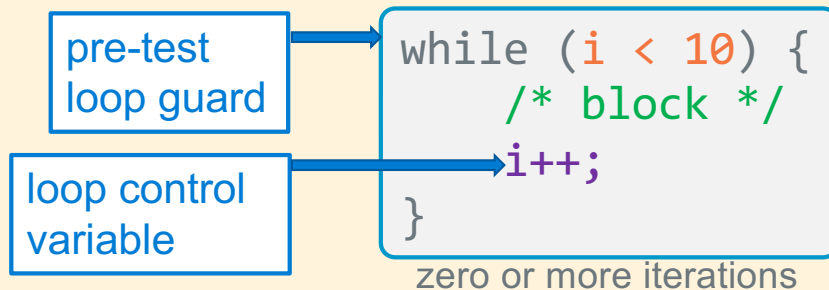 pre-test
loop guard
while (i < 10) {
/* block */
loop control
variable
i++;
}
zero or more iterations